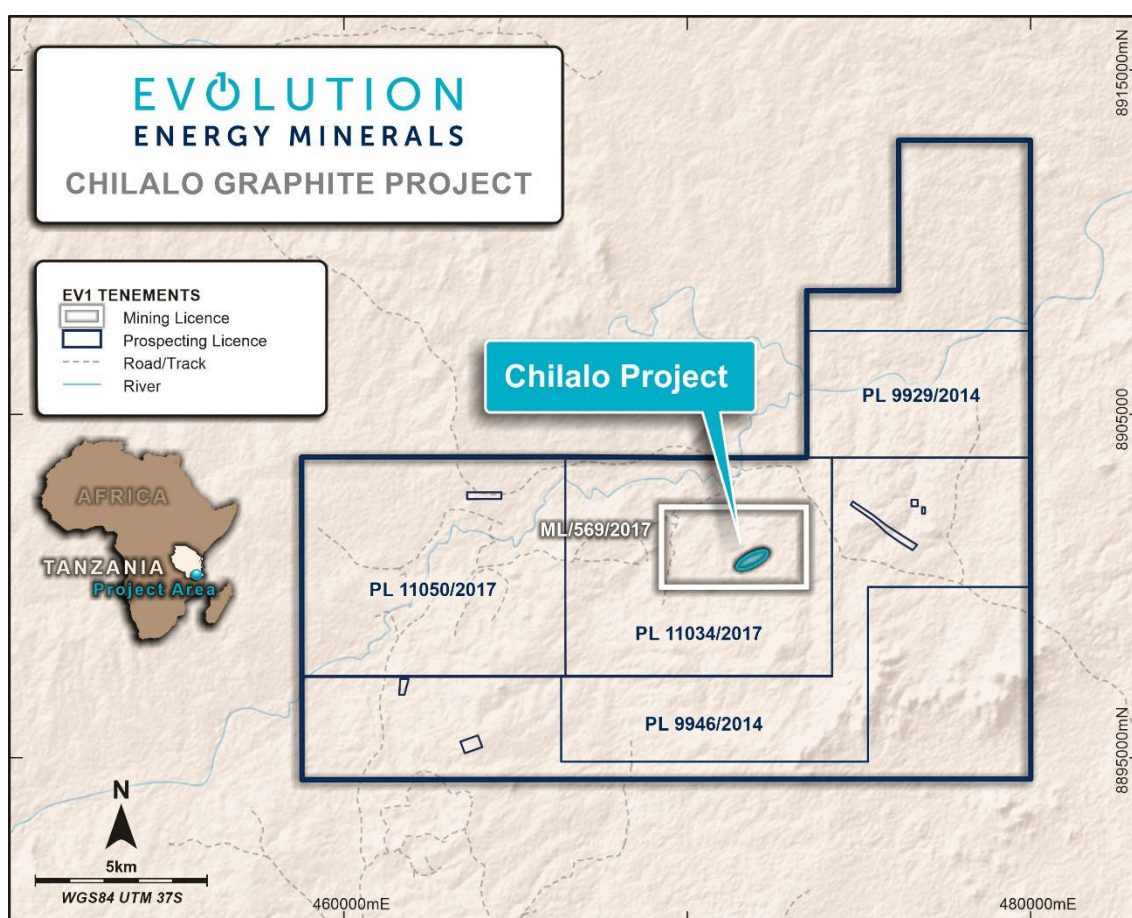 EVOLUTION
ENERGY MINERALS
CHILALO GRAPHITE PROJECT
8915000mN
EV1 TENEMENTS
Mining Licence
Prospecting Licence
Road/Track
River
Chilalo Project
PL 9929/2014
8905000
AFRICA
TANZANIA
Project Area
ML/569/2017
PL 11050/2017
PL 11034/2017
PL 9946/2014
8895000mN
N
5km
WGS84 UTM 37S
460000mE
480000mE